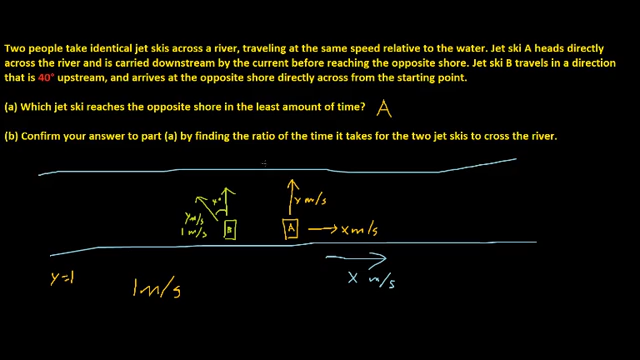 Two people take identical jet skis across a river, traveling at the same speed relative to the water. Jet ski A heads directly
across the river and is carried downstream by the current before reaching the opposite shore. Jet ski B travels in a direction
that is 40° upstream, and arrives at the opposite shore directly across from the starting point.
(a) Which jet ski reaches the opposite shore in the least amount of time? A
(b) Confirm your answer to part (a) by finding the ratio of the time it takes for the two jet skis to cross the river.
x°
x m/s
y m/s
1 m/s
B
A
x m/s
y=1
1 m/s
x m/s